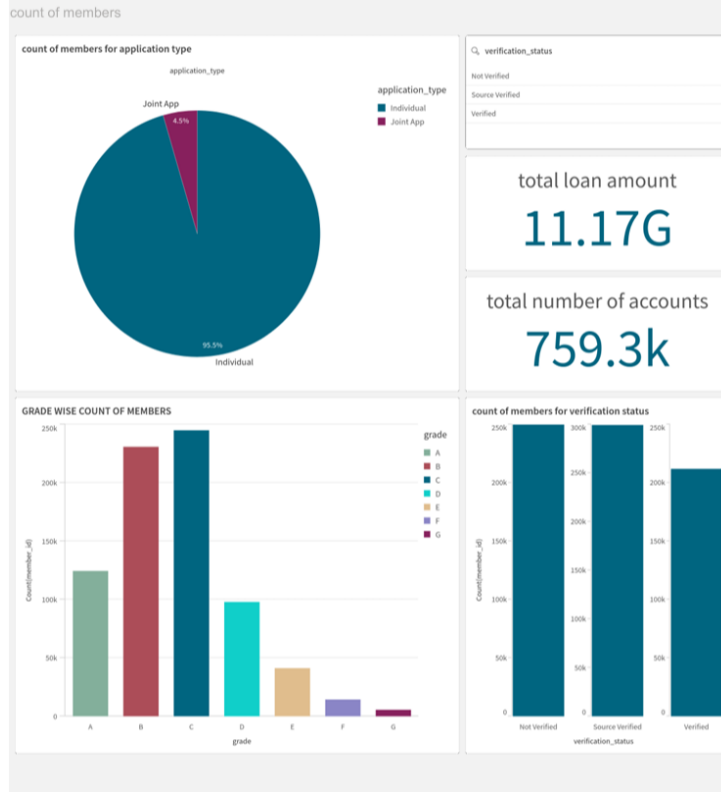 count of members
count of members for application type
application_type
Joint App
4.5%
95.5%
Individual
application_type
Individual
Joint App
verification_status
Not Verified
Source Verified
Verified
total loan amount
11.17G
total number of accounts
759.3k
GRADE WISE COUNT OF MEMBERS
250k
200k
150k
100k
50k
0
Count(member_id)
A
B
C
D
E
F
G
grade
grade
A
B
C
D
E
F
G
count of members for verification status
Count(member_id)
250k
200k
150k
100k
50k
0
300k
250k
200k
150k
100k
50k
0
250k
200k
150k
100k
50k
0
Not Verified
Source Verified
Verified
verification_status